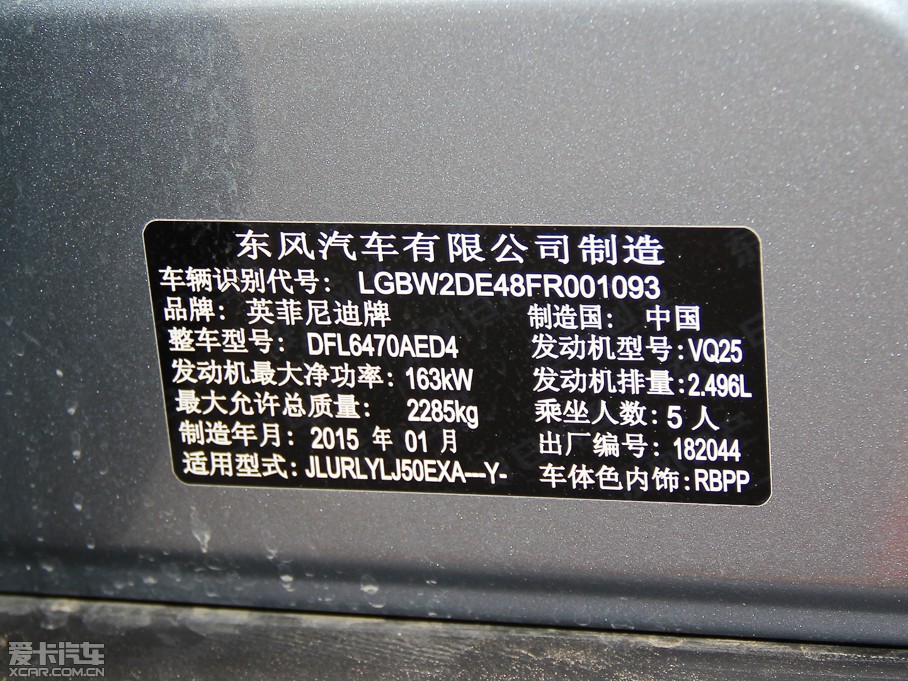 东风汽车有限公司制造
车辆识别代号: LGBW2DE48FR001093
品牌: 英菲尼迪牌 制造国: 中国
整车型号: DFL6470AED4 发动机型号:VQ25
发动机最大净功率: 163kW 发动机排量:2.496L
最大允许总质量: 2285kg 乘坐人数:5人
制造年月: 2015 年 01 月 出厂编号: 182044
适用型式:JLURLYLJ50EXA—Y- 车体色内饰:RBPP
爱卡汽车
XCAR.COM.CN